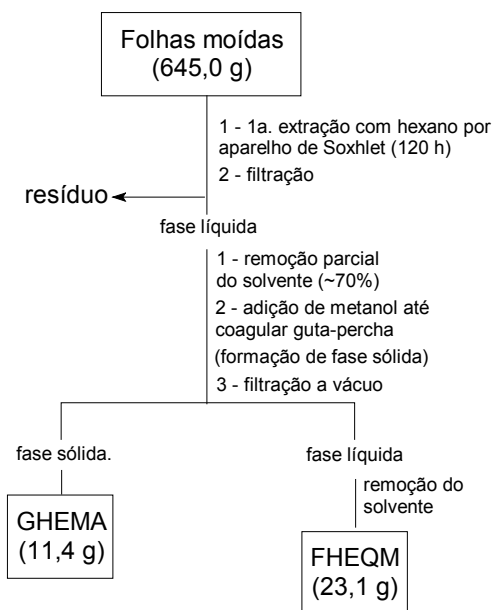 Folhas moídas
(645,0 g)
1 - 1a. extração com hexano por
aparelho de Soxhlet (120 h)
2 - filtração
resíduo
fase líquida
1 - remoção parcial
do solvente (~70%)
2 - adição de metanol até
coagular guta-percha
(formação de fase sólida)
3 - filtração a vácuo
fase sólida.
GHEMA
(11,4 g)
fase líquida
remoção do
solvente
FHEQM
(23,1 g)